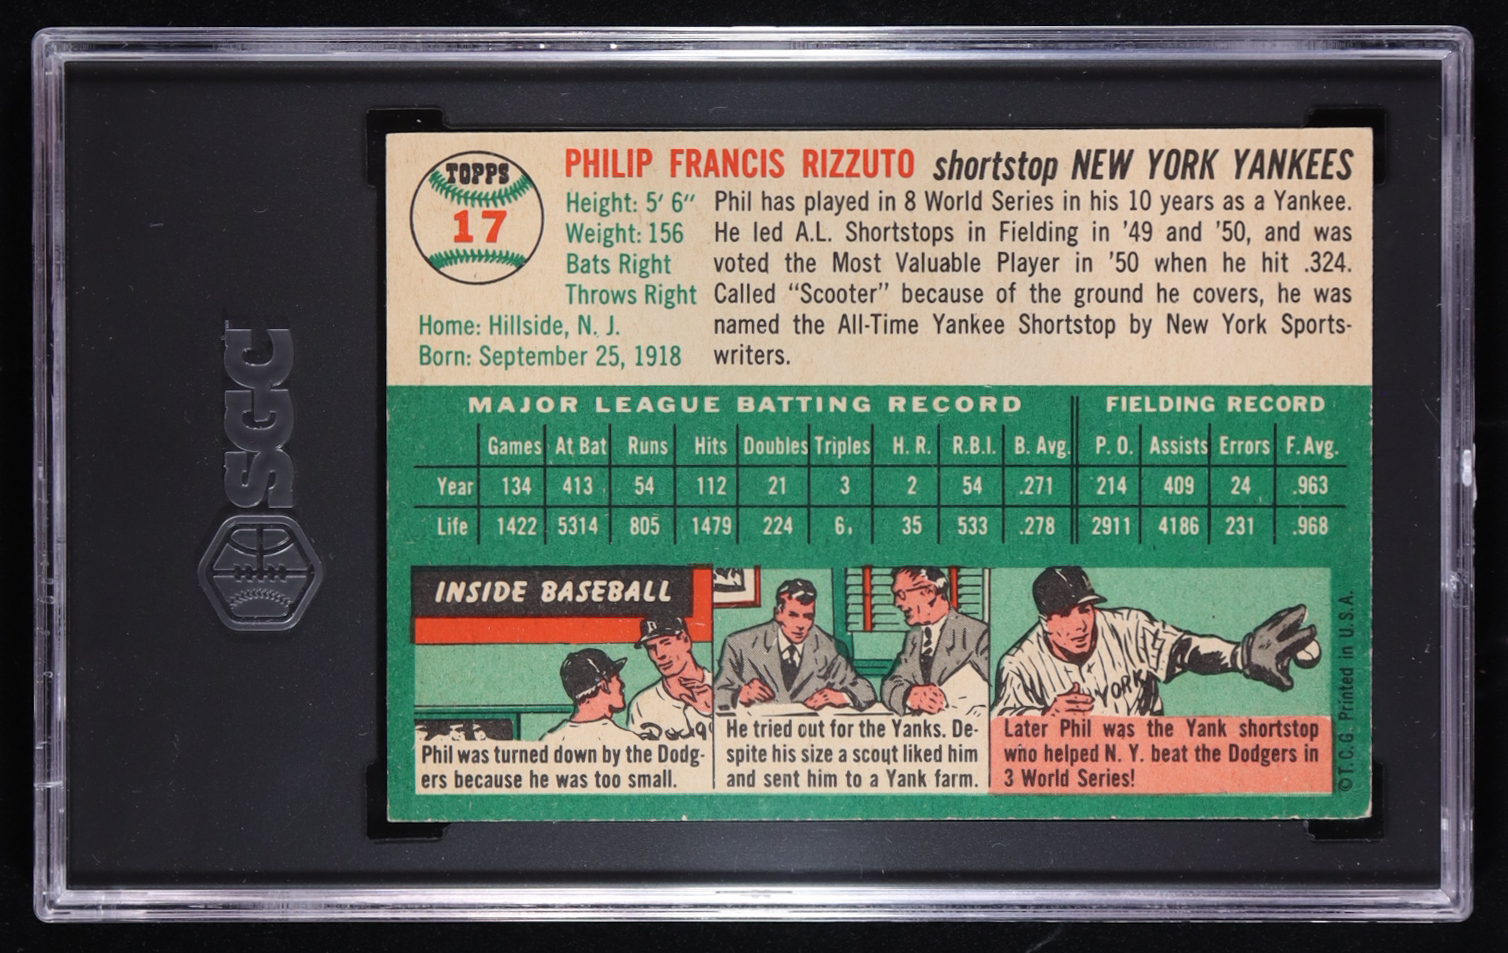 SGC
TOPPS
17
PHILIP FRANCIS RIZZUTO shortstop NEW YORK YANKEES
Height: 5' 6"
Weight: 156
Bats Right
Throws Right
Home: Hillside, N. J.
Born: September 25, 1918
Phil has played in 8 World Series in his 10 years as a Yankee.
He led A.L. Shortstops in Fielding in '49 and '50, and was
voted the Most Valuable Player in '50 when he hit .324.
Called "Scooter" because of the ground he covers, he was
named the All-Time Yankee Shortstop by New York Sports-
writers.
MAJOR LEAGUE BATTING RECORD FIELDING RECORD
Games At Bat Runs Hits Doubles Triples H. R. R.B.I. B. Avg. P. O. Assists Errors F. Avg.
Year 134 413 54 112 21 3 2 54 .271 214 409 24 .963
Life 1422 5314 805 1479 224 6 35 533 .278 2911 4186 231 .968
INSIDE BASEBALL
Phil was turned down by the Dodg-
ers because he was too small.
He tried out for the Yanks. De-
spite his size a scout liked him
and sent him to a Yank farm.
YORK
Later Phil was the Yank shortstop
who helped N. Y. beat the Dodgers in
3 World Series!
© T. C. G. Printed in U.S.A.